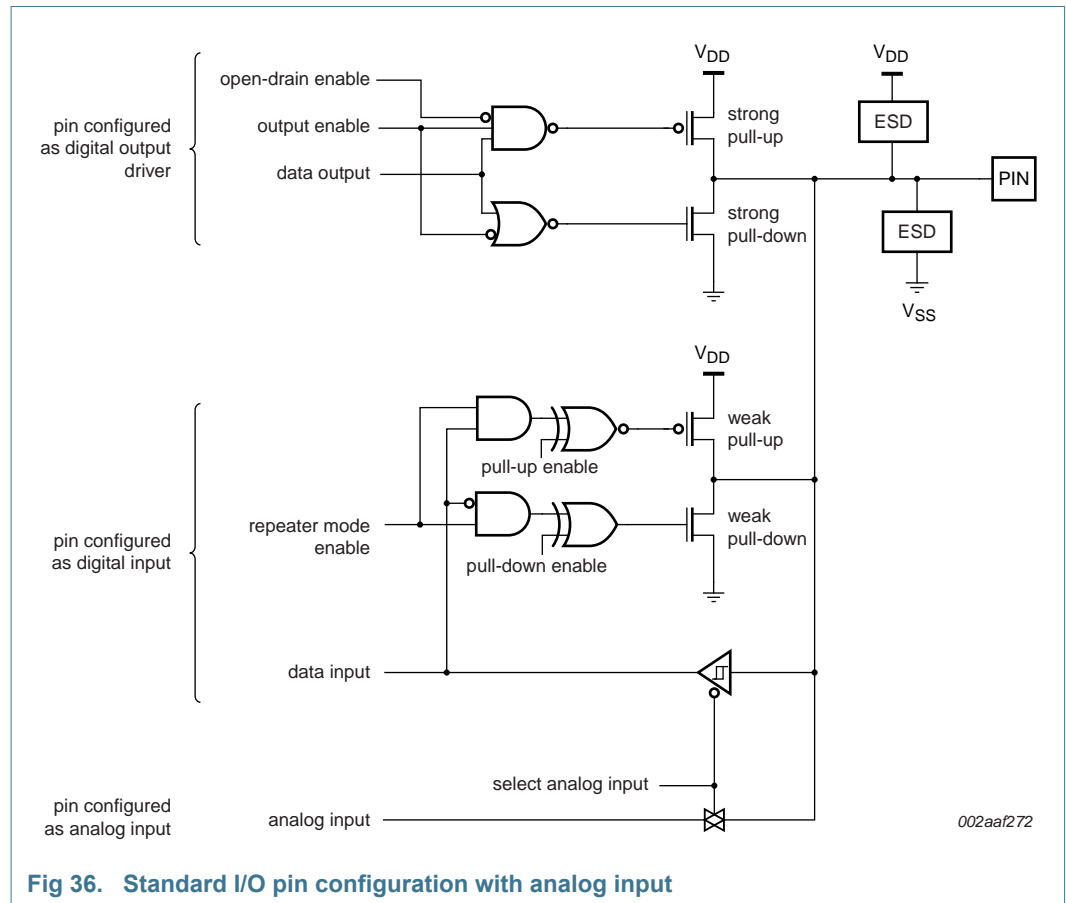 VDD
VDD
open-drain enable
strong
pull-up
ESD
pin configured
as digital output
driver
output enable
data output
PIN
strong
pull-down
ESD
VSS
VDD
weak
pull-up
pull-up enable
pin configured
as digital input
repeater mode
enable
weak
pull-down
pull-down enable
data input
select analog input
pin configured
as analog input
analog input
002aaf272
Fig 36. Standard I/O pin configuration with analog input